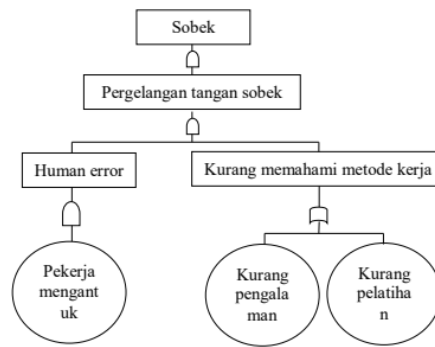 Sobek
Pergelangan tangan sobek
Human error
Kurang memahami metode kerja
Pekerja
mengant
uk
Kurang
pengala
man
Kurang
pelatiha
n